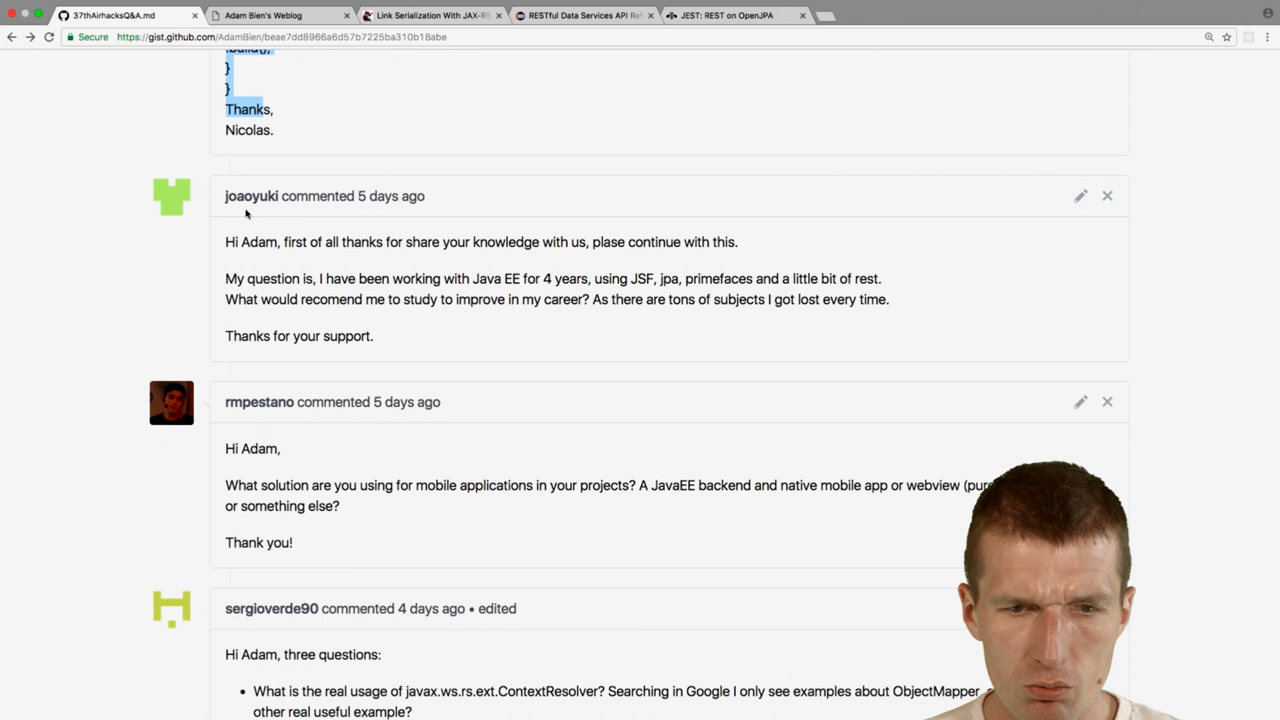 37thAirhacksQ&A.md
Adam Bien's Weblog
Link Serialization With JAX-RS
RESTful Data Services API Ref
JEST: REST on OpenJPA
Secure
https://gist.github.com/AdamBien/beae7dd8966a6d57b7225ba310b18abe
.build();
}
}
Thanks,
Nicolas.
joaoyuki commented 5 days ago
Hi Adam, first of all thanks for share your knowledge with us, plase continue with this.
My question is, I have been working with Java EE for 4 years, using JSF, jpa, primefaces and a little bit of rest.
What would recomend me to study to improve in my career? As there are tons of subjects I got lost every time.
Thanks for your support.
rmpestano commented 5 days ago
Hi Adam,
What solution are you using for mobile applications in your projects? A JavaEE backend and native mobile app or webview
or something else?
Thank you!
sergioverde90 commented 4 days ago • edited
Hi Adam, three questions:
• What is the real usage of javax.ws.rs.ext.ContextResolver? Searching in Google I only see examples about ObjectMapper,
other real useful example?